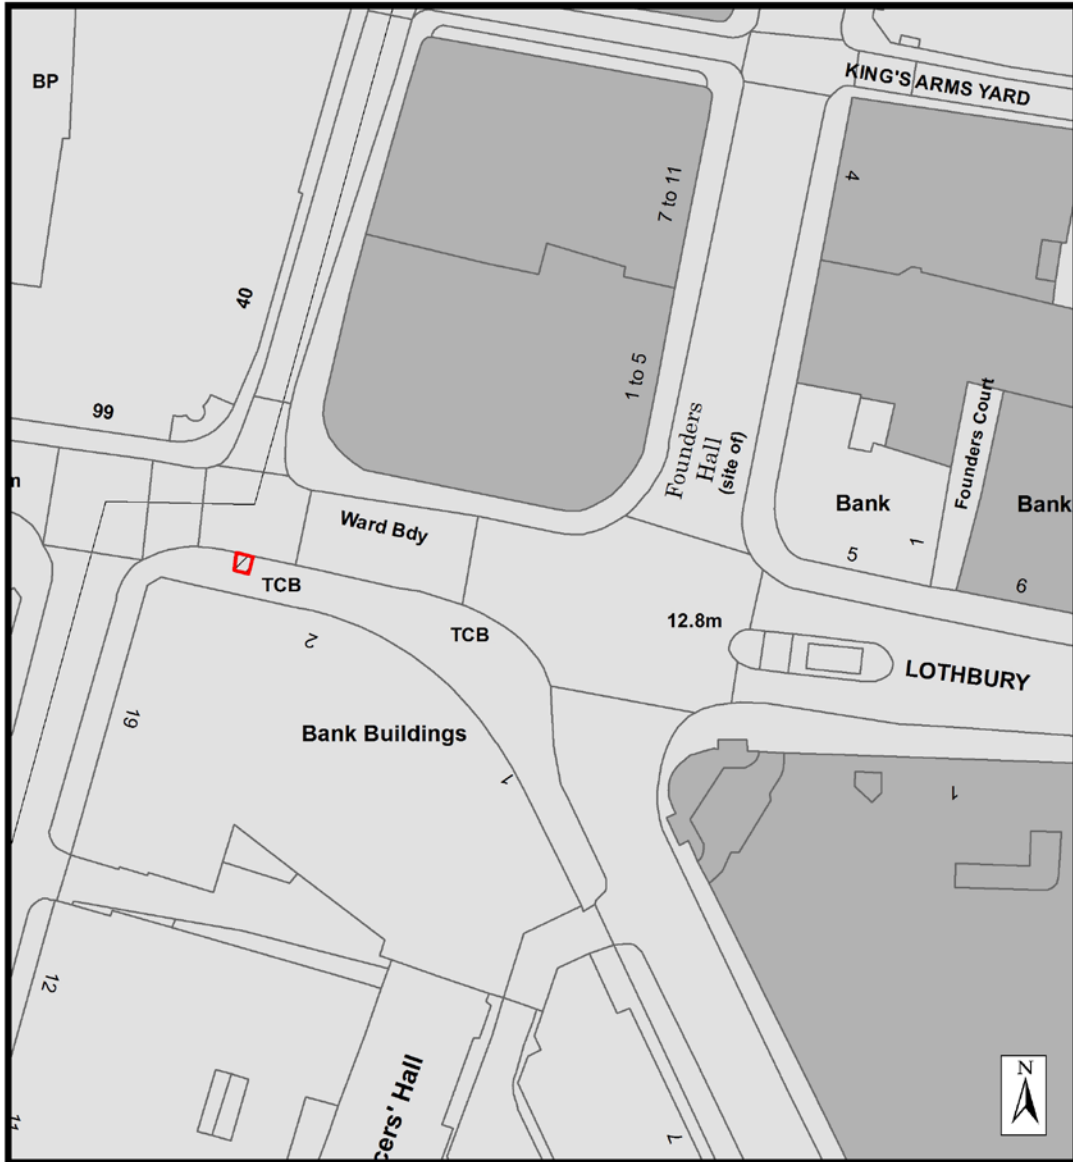 BP
KING'S ARMS YARD
7 to 11
4
40
1 to 5
99
Founders
Hall
(site of)
Founders Court
Bank
Bank
Ward Bdy
5
1
6
TCB
TCB
12.8m
2
LOTHBURY
19
Bank Buildings
1
1
12
cers' Hall
7
11
N